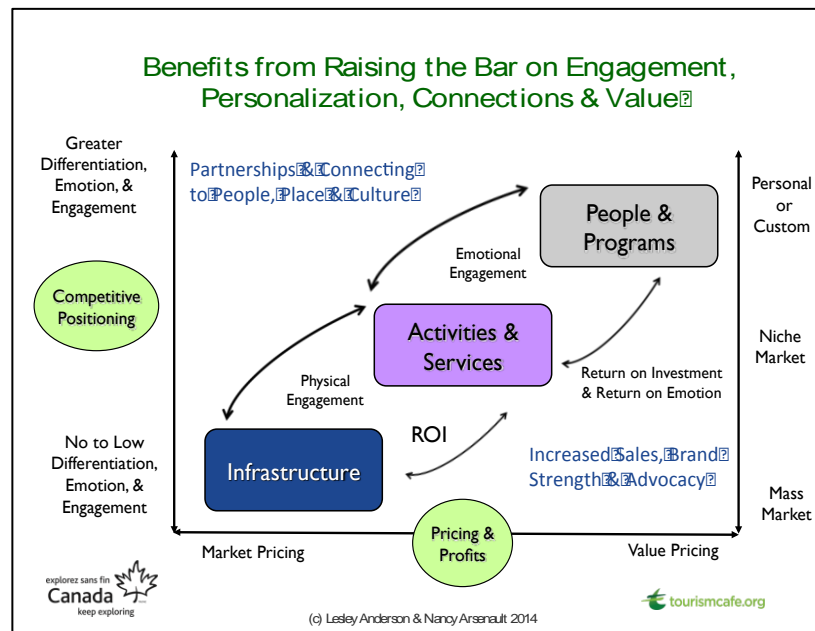 Benefits from Raising the Bar on Engagement,
Personalization, Connections & Value
Greater
Differentiation,
Emotion, &
Engagement
Partnerships & Connecting
to People, Place & Culture
People &
Programs
Personal
or
Custom
Emotional
Engagement
Competitive
Positioning
Activities &
Services
Niche
Market
Physical
Engagement
Return on Investment
& Return on Emotion
ROI
No to Low
Differentiation,
Emotion, &
Engagement
Infrastructure
Increased Sales, Brand
Strength & Advocacy
Mass
Market
Market Pricing
Pricing &
Profits
Value Pricing
explorez sans fin
Canada
keep exploring
tourismcafe.org
(c) Lesley Anderson & Nancy Arsenault 2014